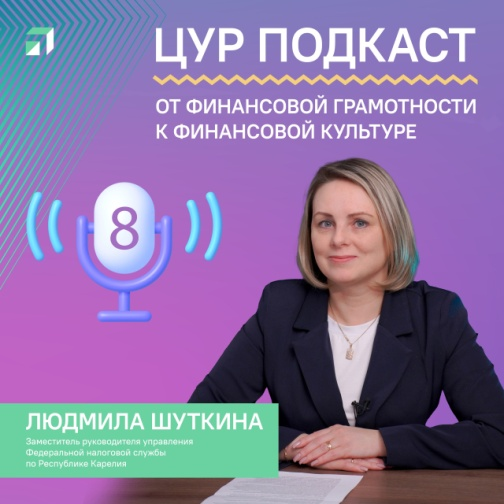 ЦУР ПОДКАСТ
ОТ ФИНАНСОВОЙ ГРАМОТНОСТИ
К ФИНАНСОВОЙ КУЛЬТУРЕ
8
ЛЮДМИЛА ШУТКИНА
Заместитель руководителя управления
Федеральной налоговой службы
по Республике Карелия